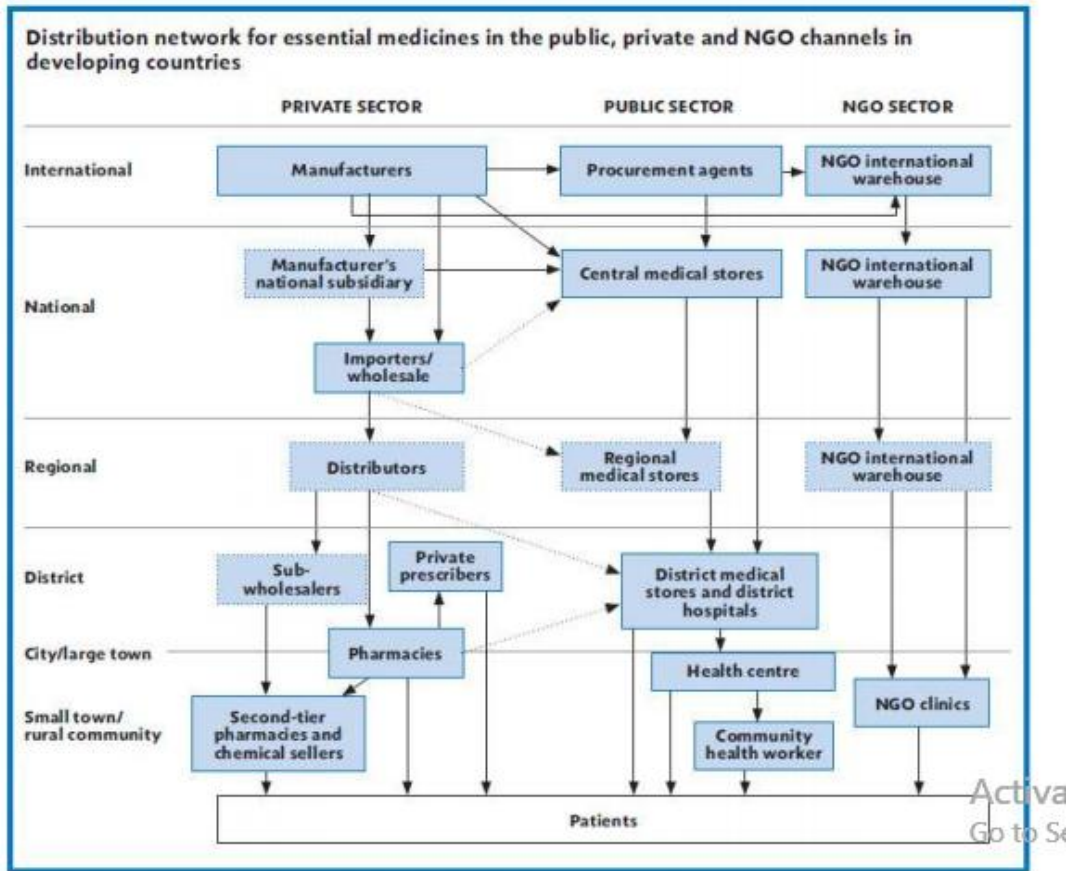 Distribution network for essential medicines in the public, private and NGO channels in
developing countries
PRIVATE SECTOR
PUBLIC SECTOR
NGO SECTOR
International
Manufacturers
Procurement agents
NGO international
warehouse
National
Manufacturer's
national subsidiary
Central medical stores
NGO international
warehouse
Importers/
wholesale
Regional
Distributors
Regional
medical stores
NGO international
warehouse
District
Sub-
wholesalers
Private
prescribers
District medical
stores and district
hospitals
City/large town
Pharmacies
Health centre
Small town/
rural community
Second-tier
pharmacies and
chemical sellers
Community
health worker
NGO clinics
Patients
Activa
Go to Se